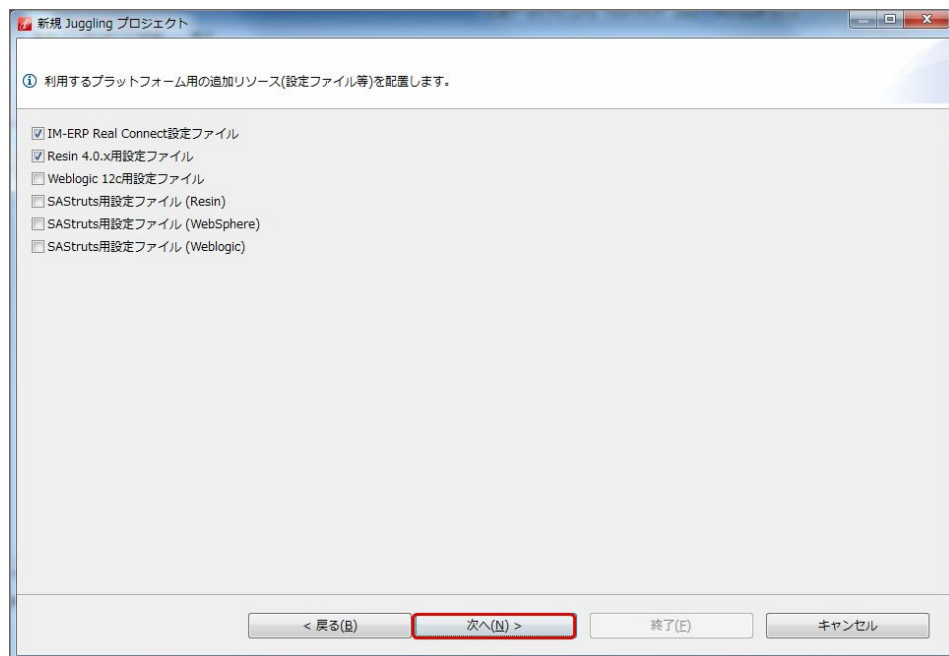 新規 Juggling プロジェクト
利用するプラットフォーム用の追加リソース(設定ファイル等)を配置します。
IM-ERP Real Connect設定ファイル
Resin 4.0.x用設定ファイル
Weblogic 12c用設定ファイル
SAStruts用設定ファイル (Resin)
SAStruts用設定ファイル (WebSphere)
SAStruts用設定ファイル (Weblogic)
< 戻る(B) 次へ(N) > 終了(F) キャンセル